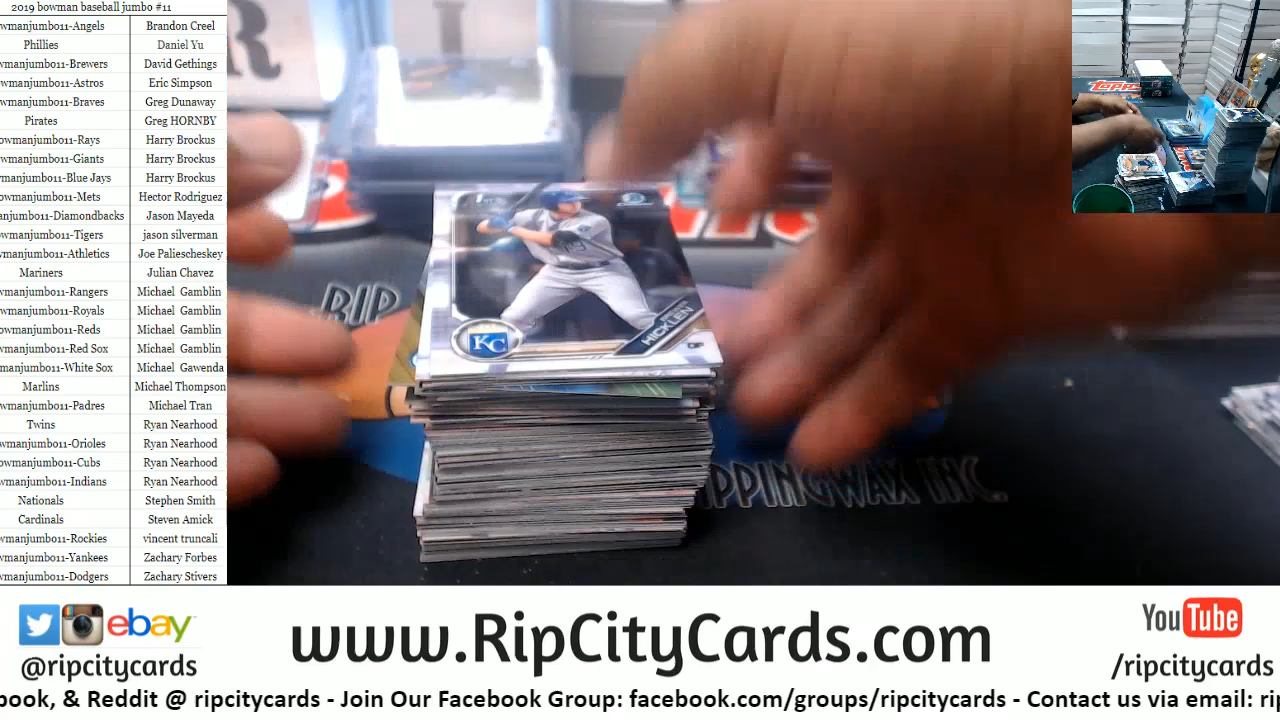 2019 bowman baseball jumbo #11
wmanjumbo11-Angels Brandon Creel
Phillies Daniel Yu
wmanjumbo11-Brewers David Gethings
wmanjumbo11-Astros Eric Simpson
wmanjumbo11-Braves Greg Dunaway
Pirates Greg HORNBY
wmanjumbo11-Rays Harry Brockus
wmanjumbo11-Giants Harry Brockus
wmanjumbo11-Blue Jays Harry Brockus
wmanjumbo11-Mets Hector Rodriguez
anjumbo11-Diamondbacks Jason Mayeda
wmanjumbo11-Tigers jason silverman
wmanjumbo11-Athletics Joe Paliescheskey
Mariners Julian Chavez
wmanjumbo11-Rangers Michael Gamblin
wmanjumbo11-Royals Michael Gamblin
wmanjumbo11-Reds Michael Gamblin
wmanjumbo11-Red Sox Michael Gamblin
manjumbo11-White Sox Michael Gawenda
Marlins Michael Thompson
wmanjumbo11-Padres Michael Tran
Twins Ryan Nearhood
wmanjumbo11-Orioles Ryan Nearhood
wmanjumbo11-Cubs Ryan Nearhood
wmanjumbo11-Indians Ryan Nearhood
Nationals Stephen Smith
Cardinals Steven Amick
wmanjumbo11-Rockies vincent truncali
wmanjumbo11-Yankees Zachary Forbes
wmanjumbo11-Dodgers Zachary Stivers
Topps
RIP
KC
HICKLEN
PPINGWAX INC.
ebay
@ripcitycards
www.RipCityCards.com
YouTube
/ripcitycards
book, & Reddit @ ripcitycards - Join Our Facebook Group: facebook.com/groups/ripcitycards - Contact us via email: rip